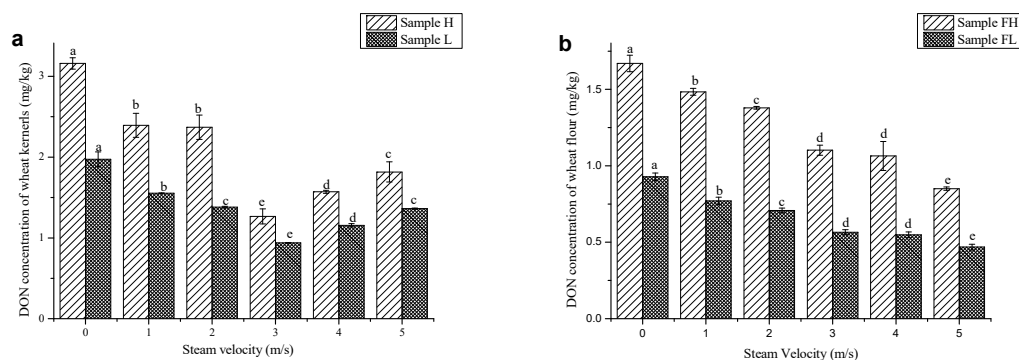 a
Sample H
Sample L
DON concentration of wheat kernerls (mg/kg)
3
2
1
0
a
a
b
b
b
c
e
e
d
d
c
c
0 1 2 3 4 5
Steam velocity (m/s)
b
Sample FH
Sample FL
DON concentration of wheat flour (mg/kg)
1.5
1.0
0.5
0.0
a
a
b
b
c
c
d
d
d
d
e
e
0 1 2 3 4 5
Steam Velocity (m/s)